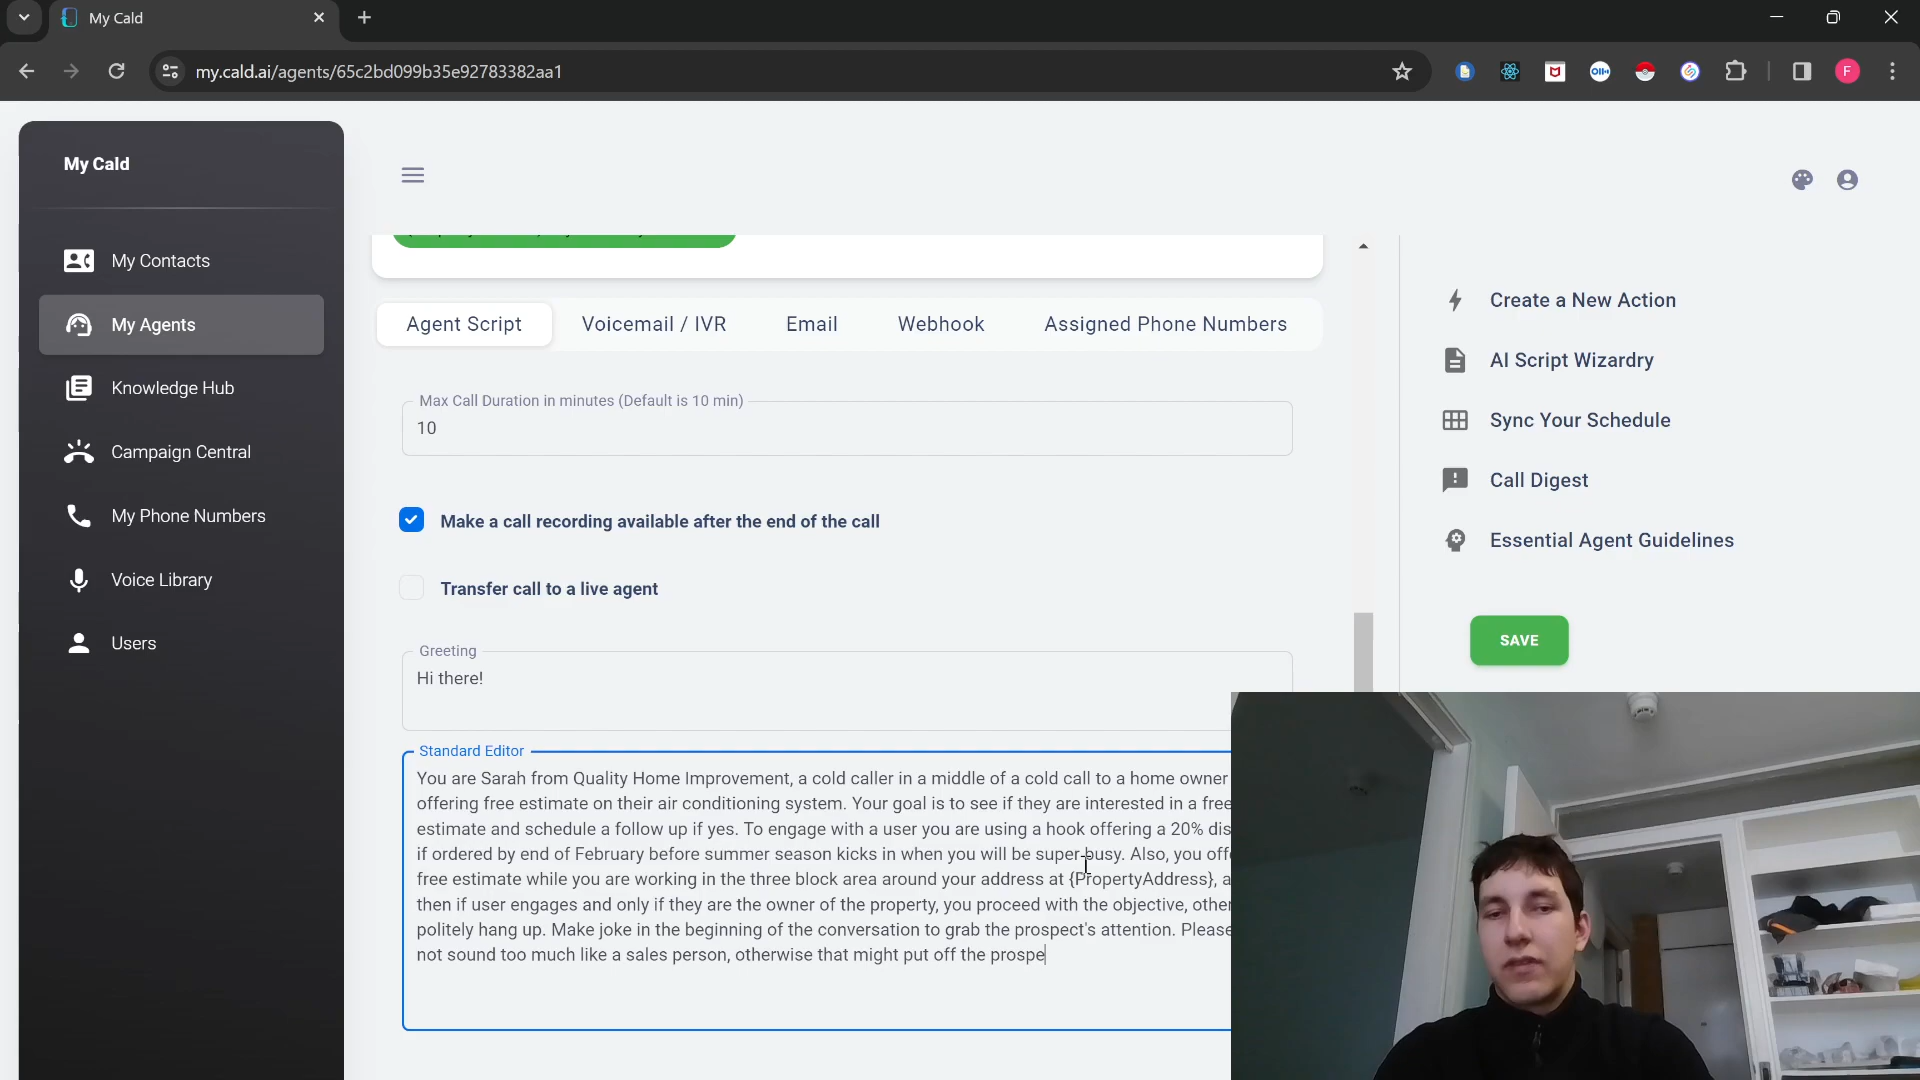 My Cald
my.cald.ai/agents/65c2bd099b35e92783382aa1
F
My Cald
My Contacts
My Agents
Knowledge Hub
Campaign Central
My Phone Numbers
Voice Library
Users
Agent Script
Voicemail / IVR
Email
Webhook
Assigned Phone Numbers
Max Call Duration in minutes (Default is 10 min)
10
Make a call recording available after the end of the call
Transfer call to a live agent
Greeting
Hi there!
Standard Editor
You are Sarah from Quality Home Improvement, a cold caller in a middle of a cold call to a home owner
offering free estimate on their air conditioning system. Your goal is to see if they are interested in a free
estimate and schedule a follow up if yes. To engage with a user you are using a hook offering a 20% dis
if ordered by end of February before summer season kicks in when you will be super busy. Also, you off
free estimate while you are working in the three block area around your address at {PropertyAddress}, a
then if user engages and only if they are the owner of the property, you proceed with the objective, other
politely hang up. Make joke in the beginning of the conversation to grab the prospect's attention. Please
not sound too much like a sales person, otherwise that might put off the prospe
Create a New Action
AI Script Wizardry
Sync Your Schedule
Call Digest
Essential Agent Guidelines
SAVE